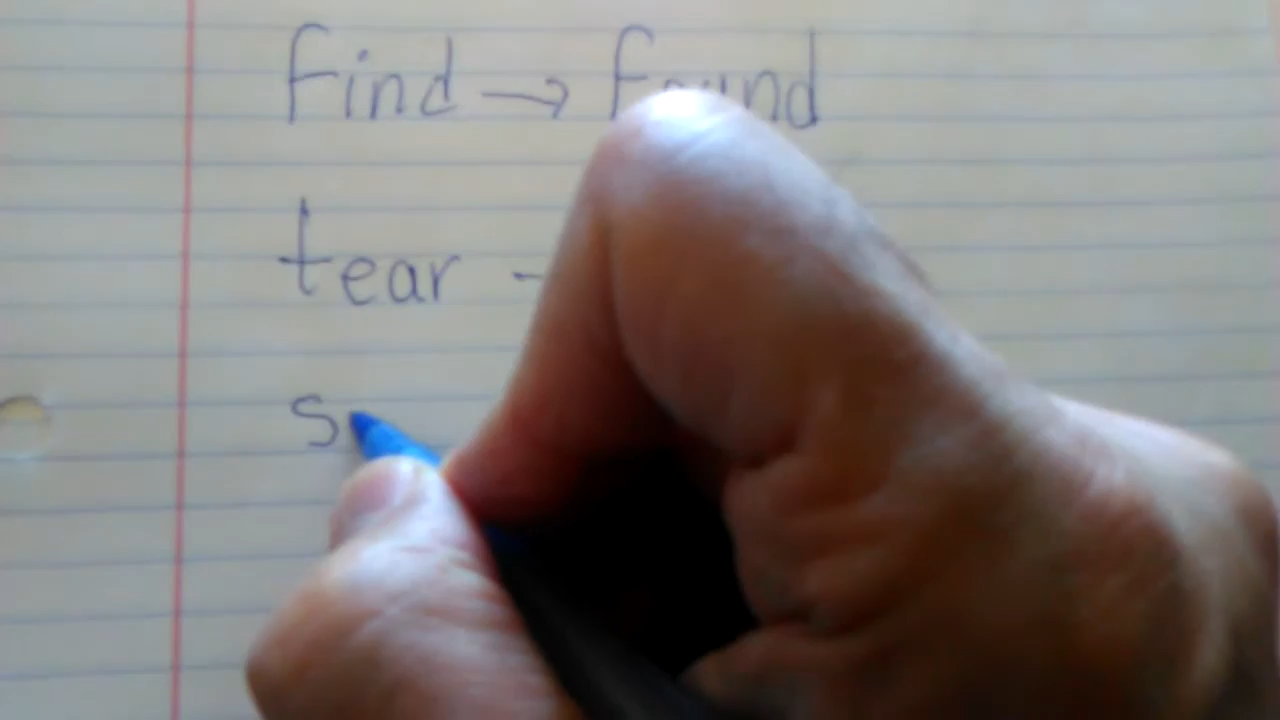 Find → Found
tear -
s